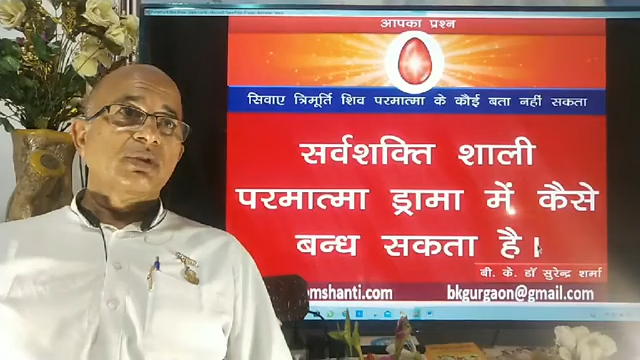 आपका प्रश्न
सिवाए त्रिमूर्ति शिव परमात्मा के कोई बता नहीं सकता
सर्वशक्ति शाली
परमात्मा ड्रामा में कैसे
बन्ध सकता है।
बी. के. डॉ सुरेन्द्र शर्मा
omshanti.com bkgurgaon@gmail.com